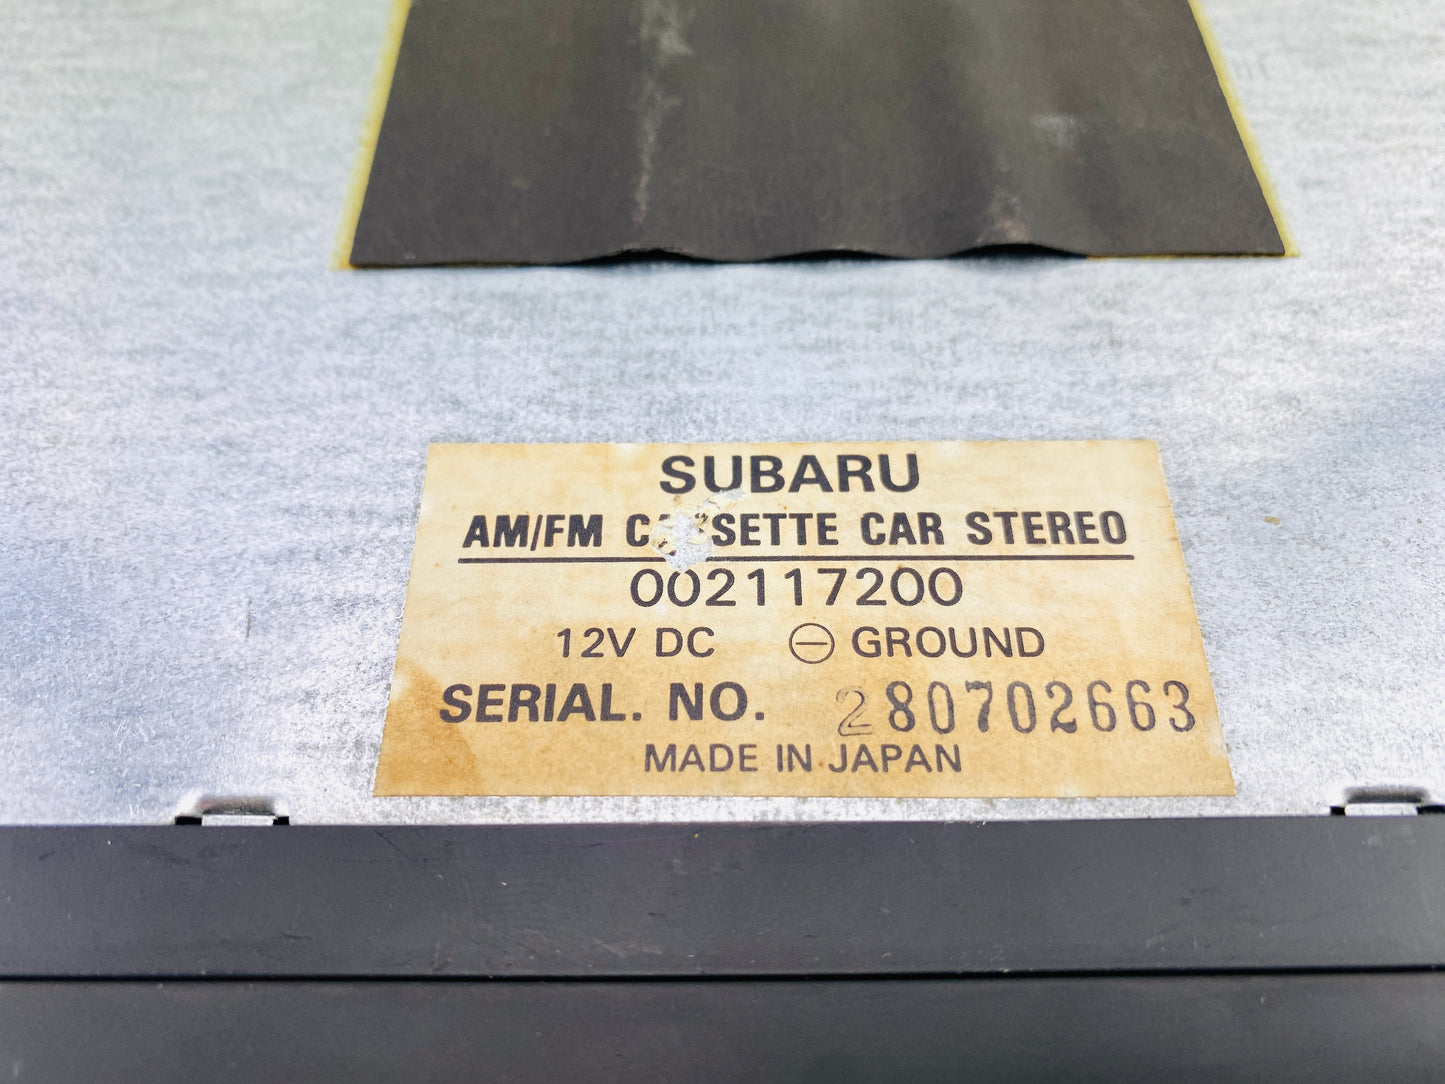 SUBARU
AM/FM CASSETTE CAR STEREO
002117200
12V DC ⊖ GROUND
SERIAL. NO. 280702663
MADE IN JAPAN